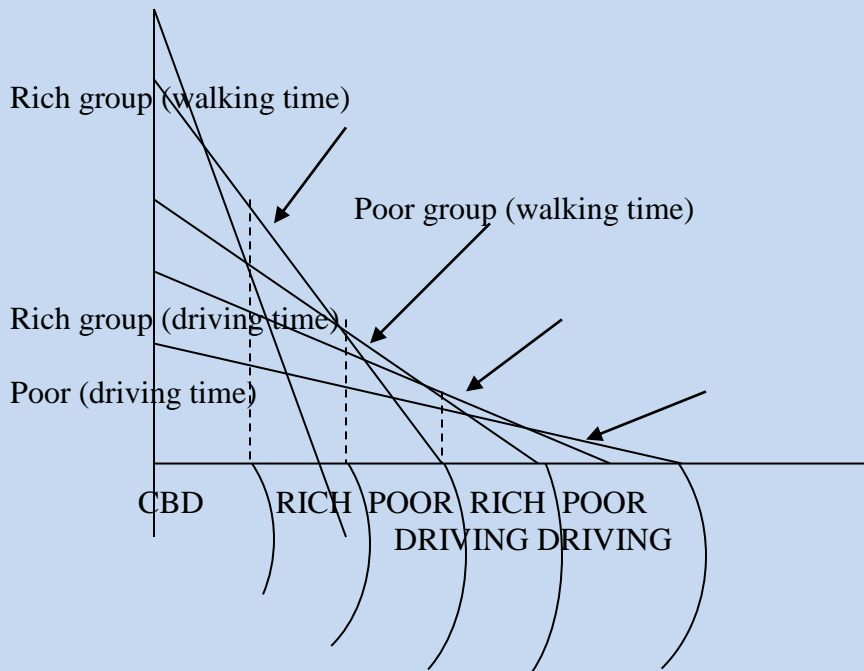 Rich group (walking time)
Poor group (walking time)
Rich group (driving time)
Poor (driving time)
CBD RICH POOR RICH POOR
DRIVING DRIVING